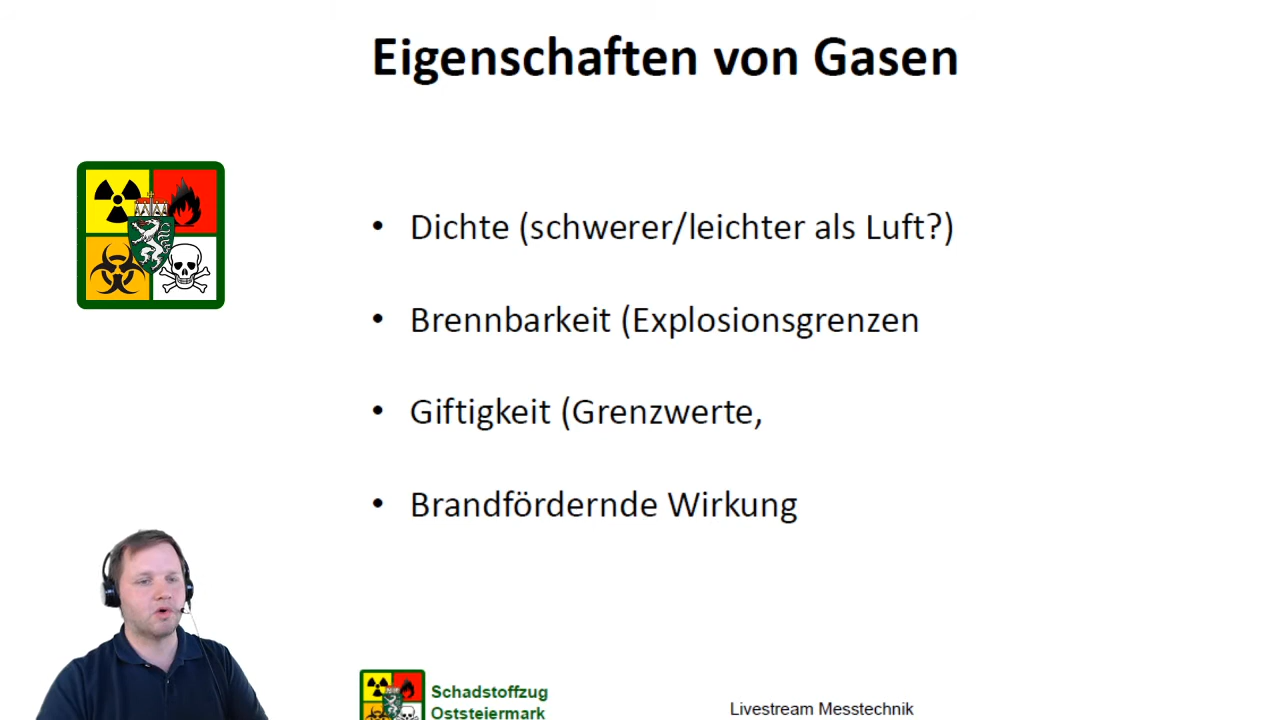 Eigenschaften von Gasen
• Dichte (schwerer/leichter als Luft?)
• Brennbarkeit (Explosionsgrenzen
• Giftigkeit (Grenzwerte,
• Brandfördernde Wirkung
Schadstoffzug
Oststeiermark
Livestream Messtechnik